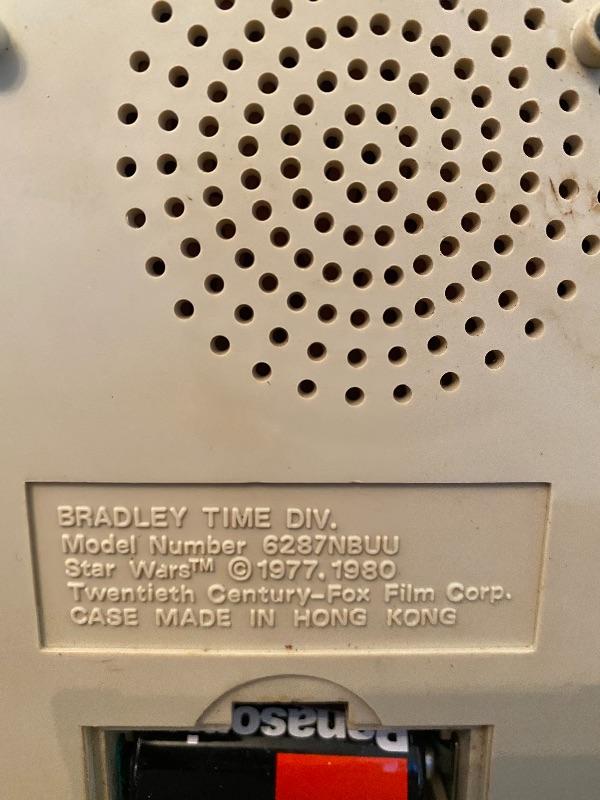 BRADLEY TIME DIV.
Model Number 6287NBUU
Star Wars™ ©1977, 1980
Twentieth Century-Fox Film Corp.
CASE MADE IN HONG KONG
Panasoni